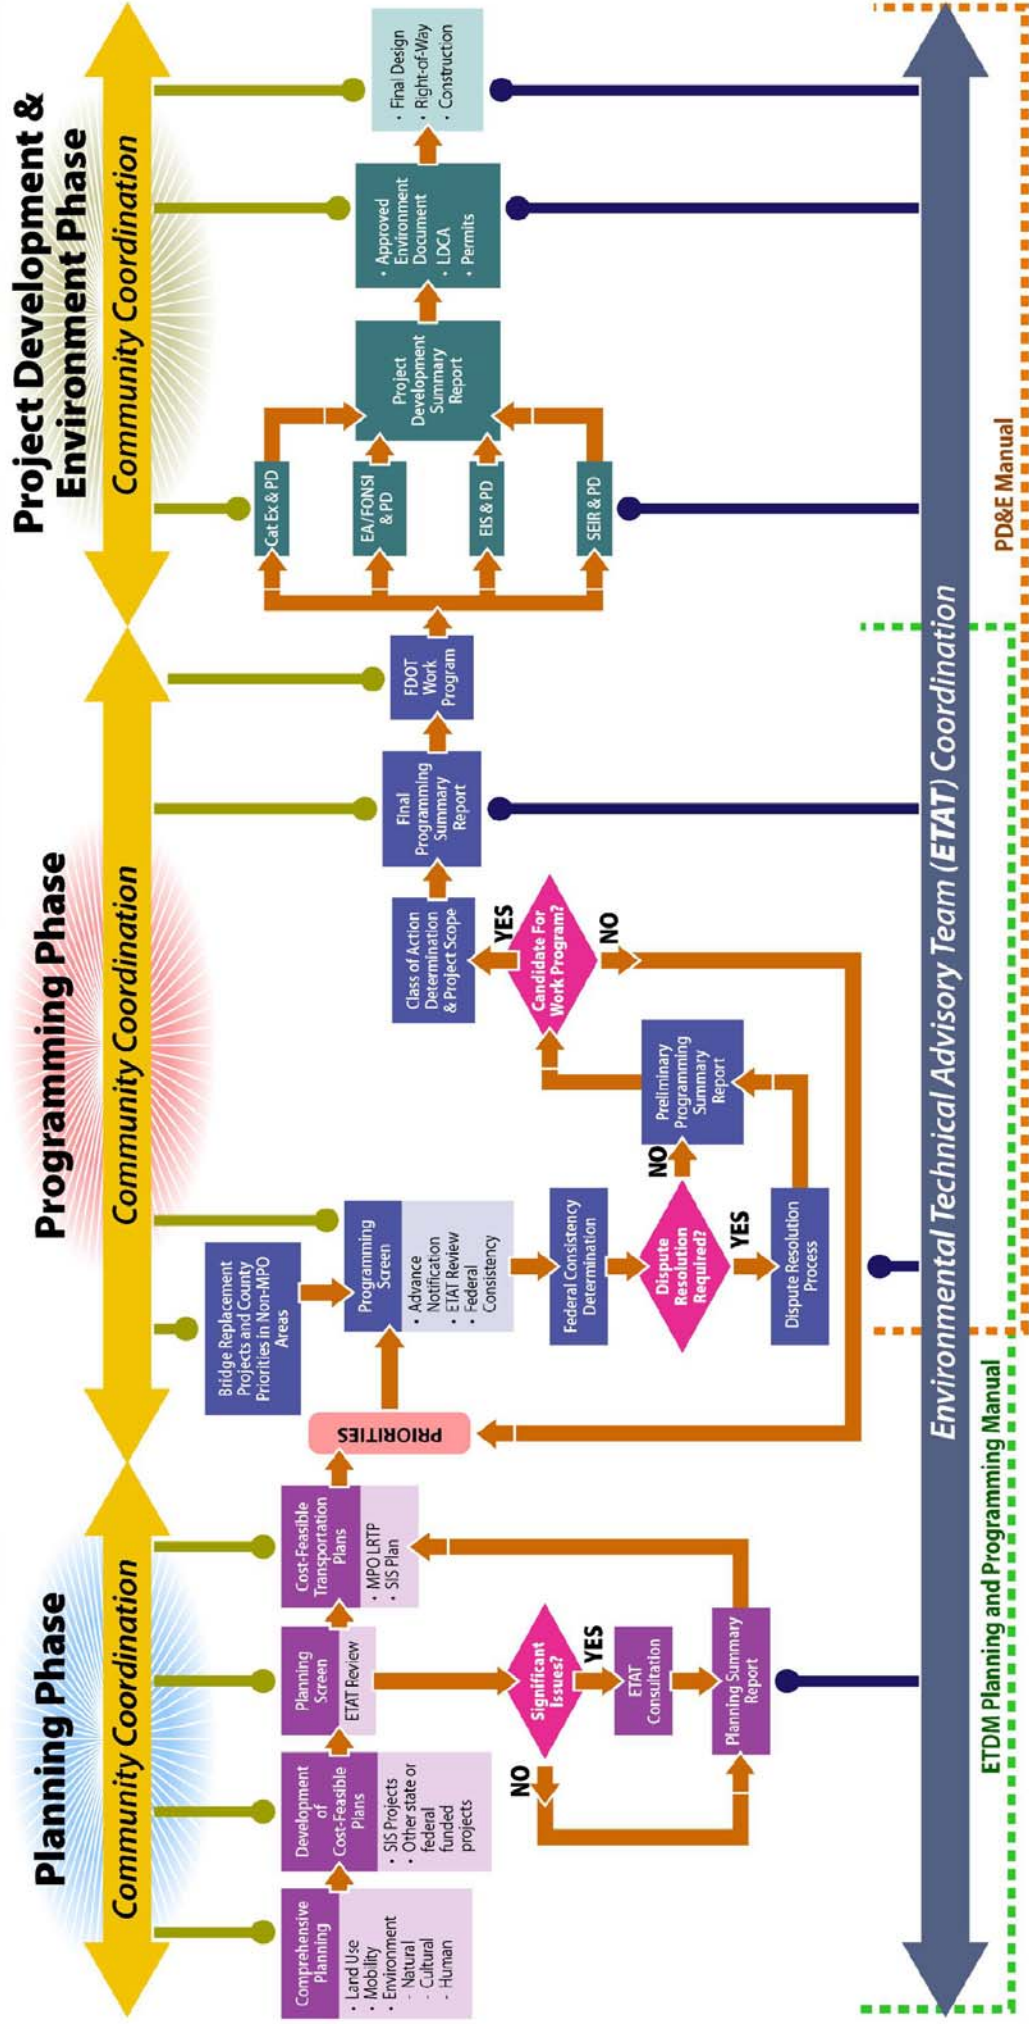 Planning Phase
Community Coordination
Comprehensive
Planning
• Land Use
• Mobility
• Environment
- Natural
- Cultural
- Human
Development
of
Cost-Feasible
Plans
• SIS Projects
• Other state or
federal
funded
projects
Planning
Screen
ETAT Review
Cost-Feasible
Transportation
Plans
• MPO LRTP
• SIS Plan
Significant
Issues?
NO
YES
ETAT
Consultation
Planning Summary
Report
Programming Phase
Community Coordination
PRIORITIES
Bridge Replacement
Projects and County
Priorities in Non-MPO
Areas
Programming
Screen
• Advance
Notification
• ETAT Review
• Federal
Consistency
Federal Consistency
Determination
Dispute
Resolution
Required?
NO
YES
Dispute Resolution
Process
Preliminary
Programming
Summary
Report
Candidate For
Work Program?
YES
NO
Class of Action
Determination
& Project Scope
Final
Programming
Summary
Report
FDOT
Work
Program
Project Development &
Environment Phase
Community Coordination
Cat Ex & PD
EA/FONSI
& PD
EIS & PD
SEIR & PD
Project
Development
Summary
Report
• Approved
Environment
Document
• LDCA
• Permits
• Final Design
• Right-of-Way
• Construction
Environmental Technical Advisory Team (ETAT) Coordination
ETDM Planning and Programming Manual
PD&E Manual